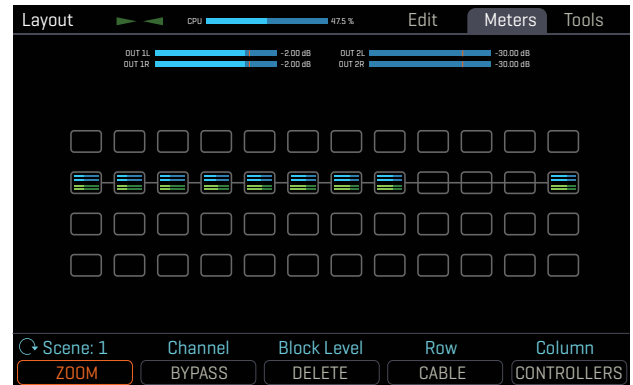 Layout CPU 47.5 % Edit Meters Tools
OUT 1L -2.00 dB OUT 2L -30.00 dB
OUT 1R -2.00 dB OUT 2R -30.00 dB
Scene: 1 Channel Block Level Row Column
ZOOM BYPASS DELETE CABLE CONTROLLERS